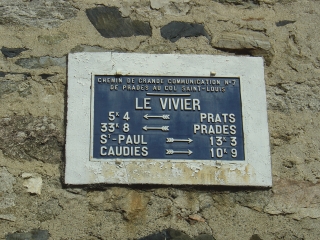 CHEMIN DE GRANDE COMMUNICATION N° 7
DE PRADES AU COL SAINT-LOUIS
LE VIVIER
5ᴷ 4 PRATS
33ᴷ 8 PRADES
Sᵀ-PAUL 13ᴷ 3
CAUDIES 10ᴷ 9